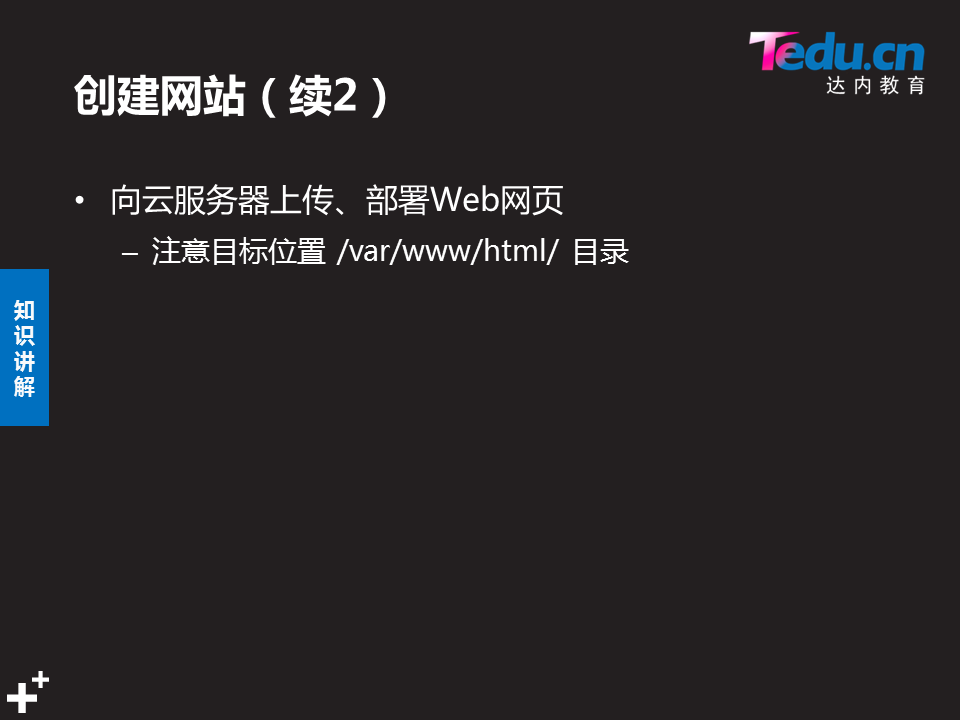 Tedu.cn
达内教育
创建网站（续2）
• 向云服务器上传、部署Web网页
– 注意目标位置 /var/www/html/ 目录
知
识
讲
解